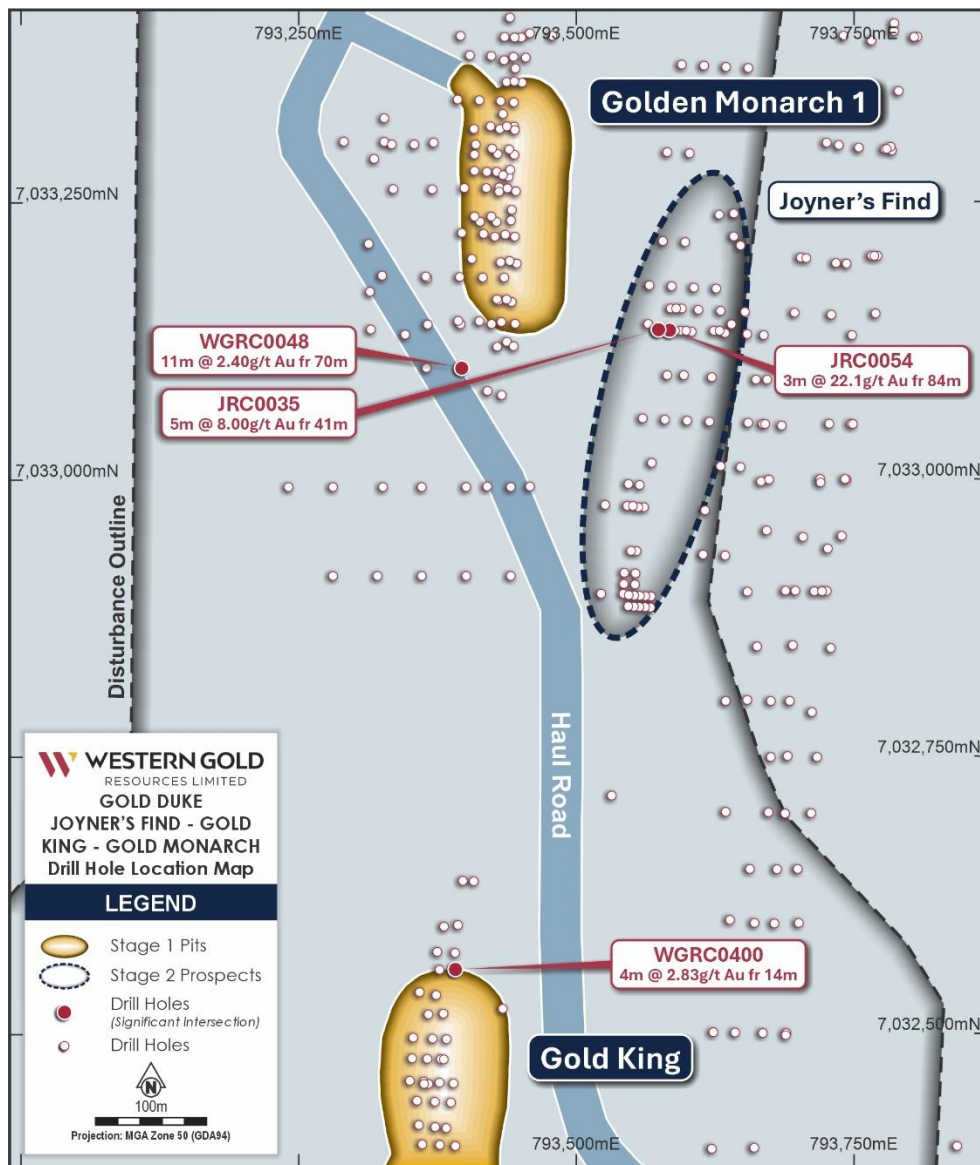 793,250mE
793,500mE
793,750mE
Golden Monarch 1
7,033,250mN
Joyner's Find
WGRC0048
11m @ 2.40g/t Au fr 70m
JRC0054
3m @ 22.1g/t Au fr 84m
JRC0035
5m @ 8.00g/t Au fr 41m
7,033,000mN
7,033,000mN
Disturbance Outline
Haul Road
7,032,750mN
WESTERN GOLD
RESOURCES LIMITED
GOLD DUKE
JOYNER'S FIND - GOLD
KING - GOLD MONARCH
Drill Hole Location Map
LEGEND
Stage 1 Pits
Stage 2 Prospects
Drill Holes
(Significant Intersection)
Drill Holes
N
100m
Projection: MGA Zone 50 (GDA94)
WGRC0400
4m @ 2.83g/t Au fr 14m
7,032,500mN
Gold King
793,500mE
793,750mE